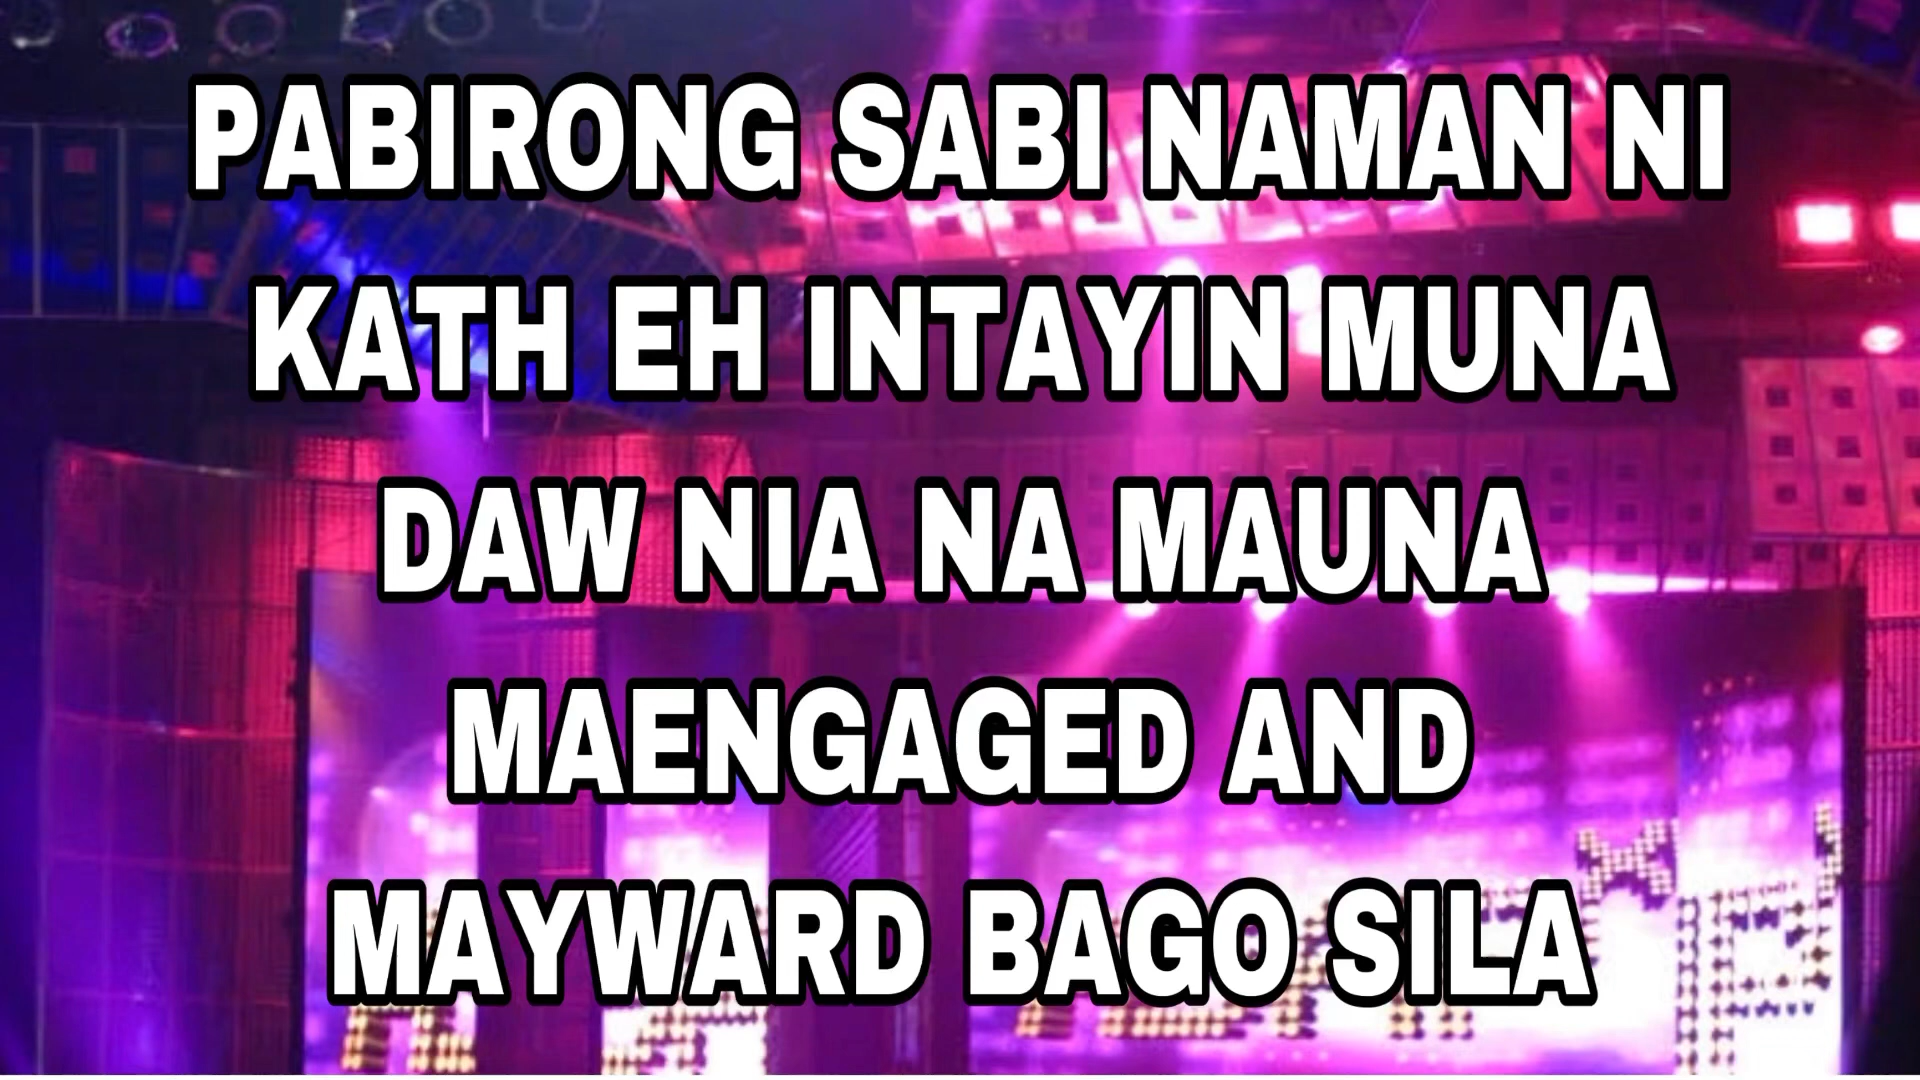 PABIRONG SABI NAMAN NI
KATH EH INTAYIN MUNA
DAW NIA NA MAUNA
MAENGAGED AND
MAYWARD BAGO SILA